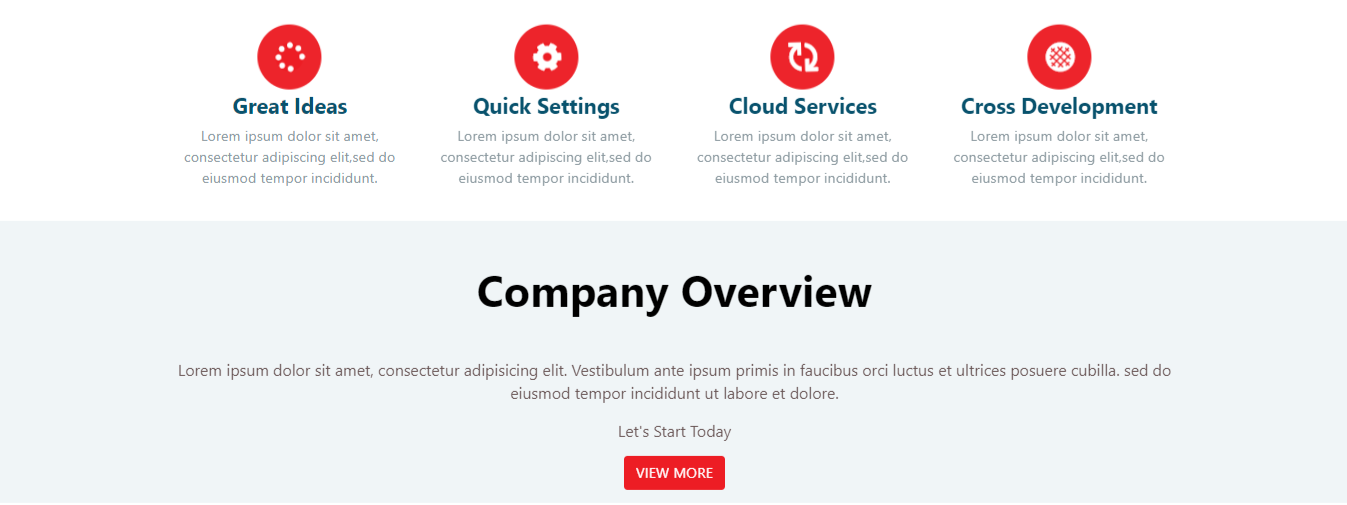 Great Ideas
Lorem ipsum dolor sit amet,
consectetur adipiscing elit,sed do
eiusmod tempor incididunt.
Quick Settings
Lorem ipsum dolor sit amet,
consectetur adipiscing elit,sed do
eiusmod tempor incididunt.
Cloud Services
Lorem ipsum dolor sit amet,
consectetur adipiscing elit,sed do
eiusmod tempor incididunt.
Cross Development
Lorem ipsum dolor sit amet,
consectetur adipiscing elit,sed do
eiusmod tempor incididunt.
Company Overview
Lorem ipsum dolor sit amet, consectetur adipisicing elit. Vestibulum ante ipsum primis in faucibus orci luctus et ultrices posuere cubilla. sed do
eiusmod tempor incididunt ut labore et dolore.
Let's Start Today
VIEW MORE